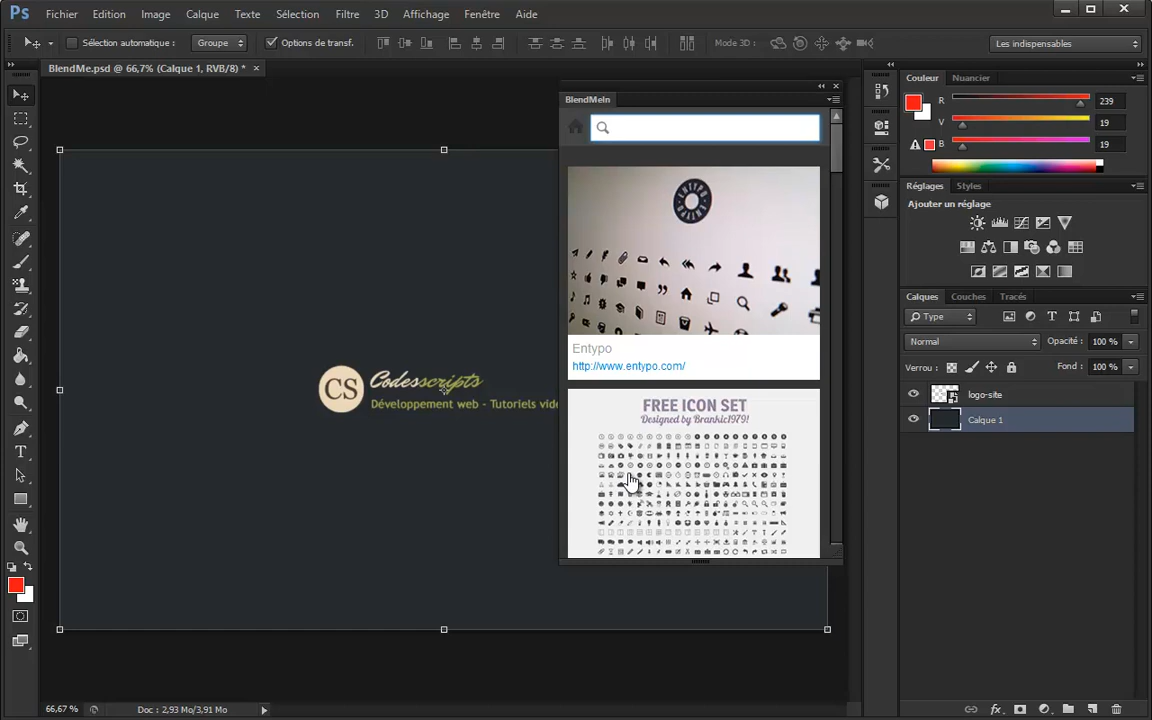 Ps Fichier Edition Image Calque Texte Sélection Filtre 3D Affichage Fenêtre Aide
Sélection automatique : Groupe Options de transf. Mode 3D : Les indispensables
BlendMe.psd @ 66,7% (Calque 1, RVB/8) * ×
BlendMeIn
ENTYPO ENTYPO
Entypo
http://www.entypo.com/
FREE ICON SET
Designed by Brankic1979!
CS Codesscripts
Développement web - Tutoriels vidé
Couleur Nuancier
R 239
V 19
B 19
Réglages Styles
Ajouter un réglage
Calques Couches Tracés
Type
Normal Opacité : 100 %
Verrou : Fond : 100 %
logo-site
Calque 1
66,67 % Doc : 2,93 Mo/3,91 Mo